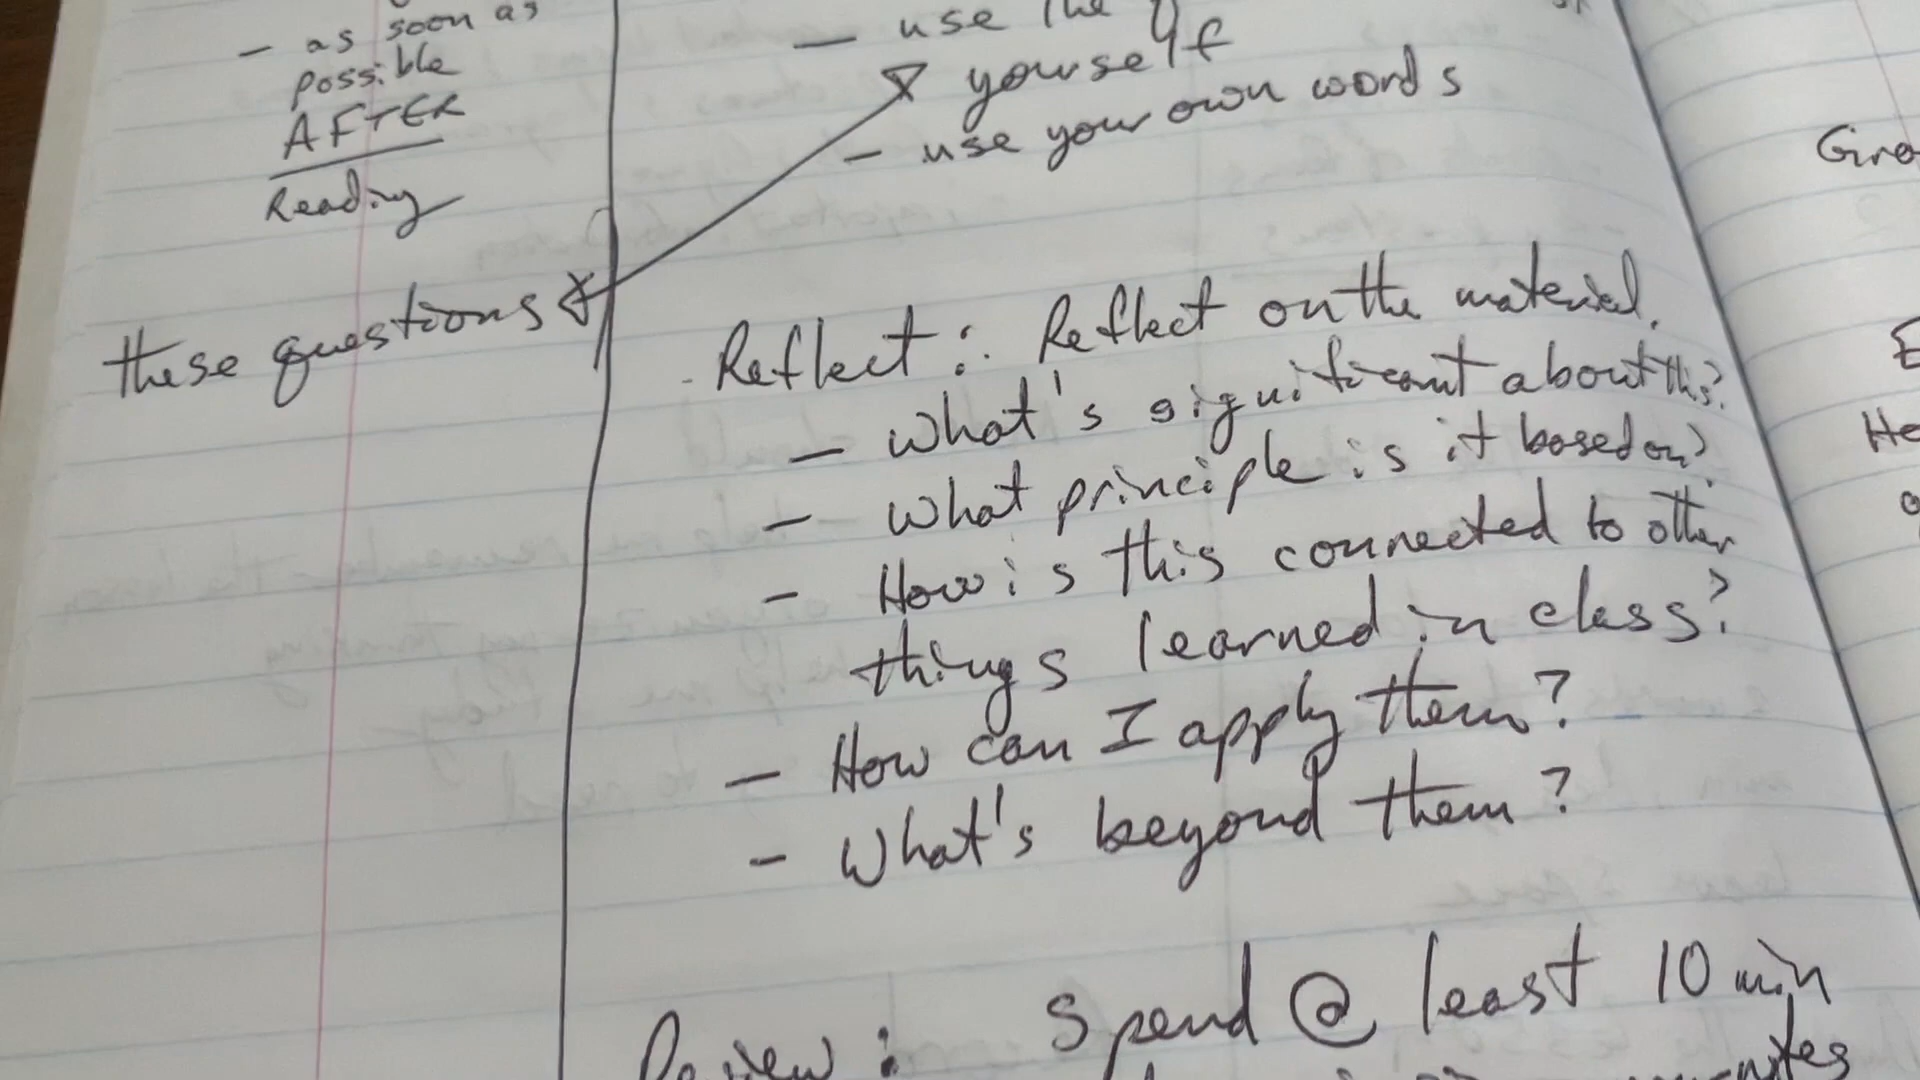 - as soon as
possible
AFTER
Reading
these questions
- use the
yourself
- use your own words
Reflect: Reflect on the material.
- What's significant about this?
- What principle is it based on?
- How is this connected to other
things learned in class?
- How can I apply them?
- What's beyond them?
Review: Spend @ least 10 min